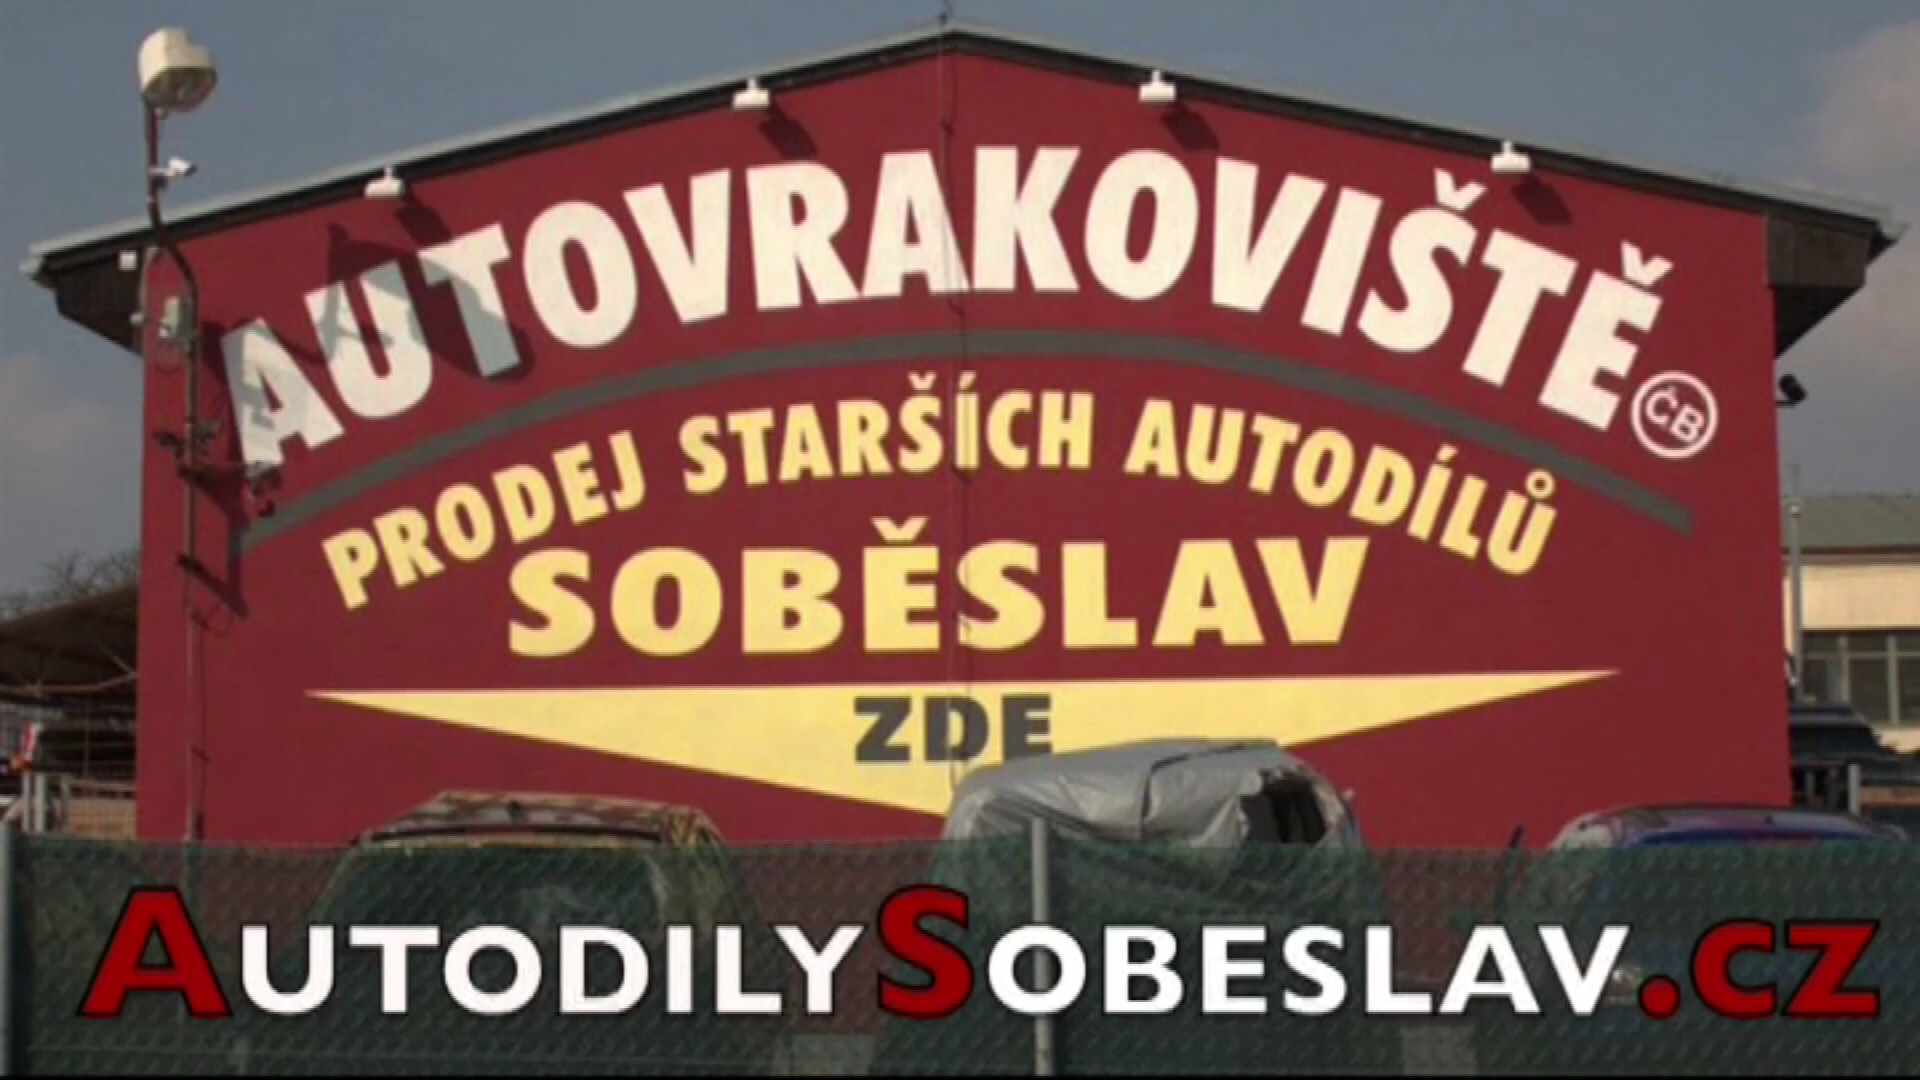 AUTOVRAKOVIŠTĚ
ČB
PRODEJ STARŠÍCH AUTODÍLŮ
SOBĚSLAV
ZDE
AUTODILYSOBESLAV.CZ